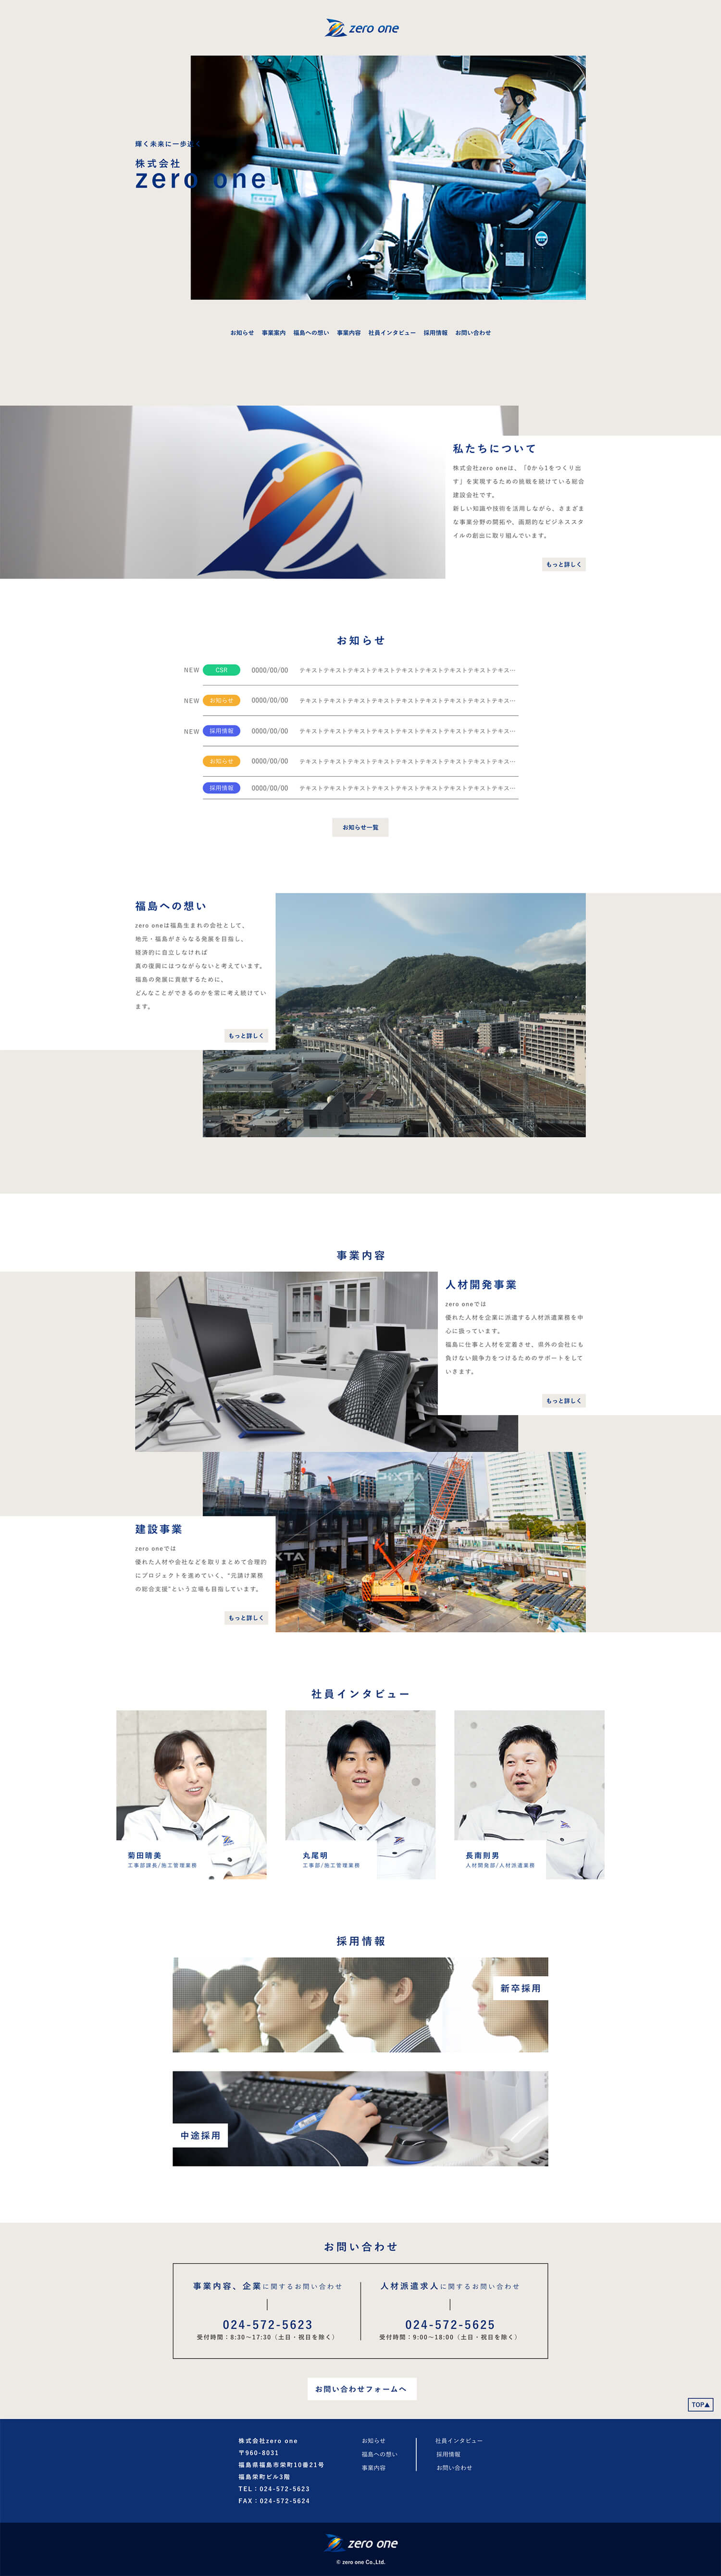 zero one
輝く未来に一歩近く
株式会社
zero one
お知らせ 事業案内 福島への想い 事業内容 社員インタビュー 採用情報 お問い合わせ
私たちについて
株式会社zero oneは、「0から1をつくり出
す」を実現するための挑戦を続けている総合
建設会社です。
新しい知識や技術を活用しながら、さまざま
な事業分野の開拓や、画期的なビジネススタ
イルの創出に取り組んでいます。
もっと詳しく
お知らせ
NEW CSR 0000/00/00 テキストテキストテキストテキストテキストテキストテキストテキストテキス…
NEW お知らせ 0000/00/00 テキストテキストテキストテキストテキストテキストテキストテキストテキス…
NEW 採用情報 0000/00/00 テキストテキストテキストテキストテキストテキストテキストテキストテキス…
お知らせ 0000/00/00 テキストテキストテキストテキストテキストテキストテキストテキストテキス…
採用情報 0000/00/00 テキストテキストテキストテキストテキストテキストテキストテキストテキス…
お知らせ一覧
福島への想い
zero oneは福島生まれの会社として、
地元・福島がさらなる発展を目指し、
経済的に自立しなければ
真の復興にはつながらないと考えています。
福島の発展に貢献するために、
どんなことができるのかを常に考え続けてい
ます。
もっと詳しく
事業内容
人材開発事業
zero oneでは
優れた人材を企業に派遣する人材派遣業務を中
心に扱っています。
福島に仕事と人材を定着させ、県外の会社にも
負けない競争力をつけるためのサポートをして
いきます。
もっと詳しく
PIXTA
XTA
建設事業
zero oneでは
優れた人材や会社などを取りまとめて合理的
にプロジェクトを進めていく、“元請け業務
の総合支援”という立場も目指しています。
もっと詳しく
社員インタビュー
菊田晴美
工事部課長/施工管理業務
丸尾明
工事部/施工管理業務
長南則男
人材開発部/人材派遣業務
採用情報
新卒採用
中途採用
お問い合わせ
事業内容、企業に関するお問い合わせ
024-572-5623
受付時間：8:30〜17:30（土日・祝日を除く）
人材派遣求人に関するお問い合わせ
024-572-5625
受付時間：9:00〜18:00（土日・祝日を除く）
お問い合わせフォームへ
TOP▲
株式会社zero one
〒960-8031
福島県福島市栄町10番21号
福島栄町ビル3階
TEL：024-572-5623
FAX：024-572-5624
お知らせ
福島への想い
事業内容
社員インタビュー
採用情報
お問い合わせ
zero one
© zero one Co.,Ltd.